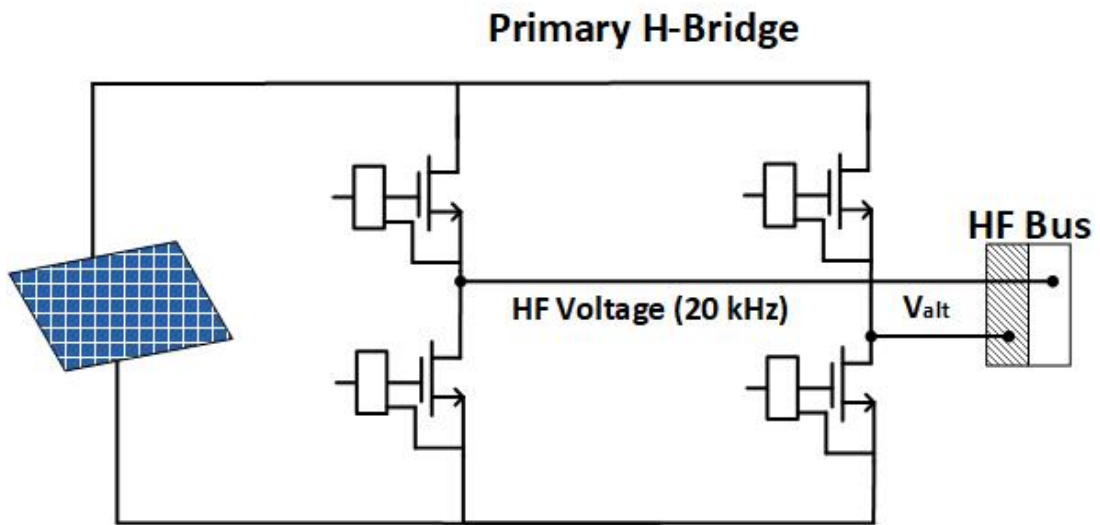 Primary H-Bridge
HF Bus
HF Voltage (20 kHz)
Valt